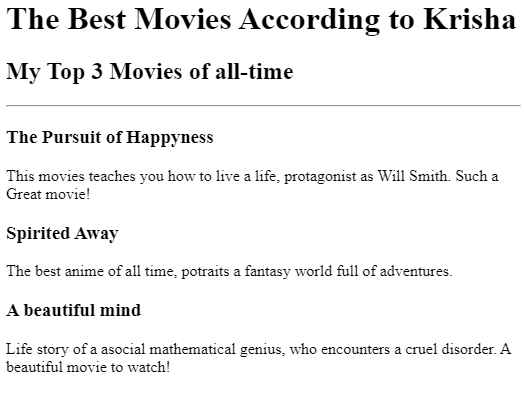 The Best Movies According to Krisha
My Top 3 Movies of all-time
The Pursuit of Happyness
This movies teaches you how to live a life, protagonist as Will Smith. Such a
Great movie!
Spirited Away
The best anime of all time, potraits a fantasy world full of adventures.
A beautiful mind
Life story of a asocial mathematical genius, who encounters a cruel disorder. A
beautiful movie to watch!